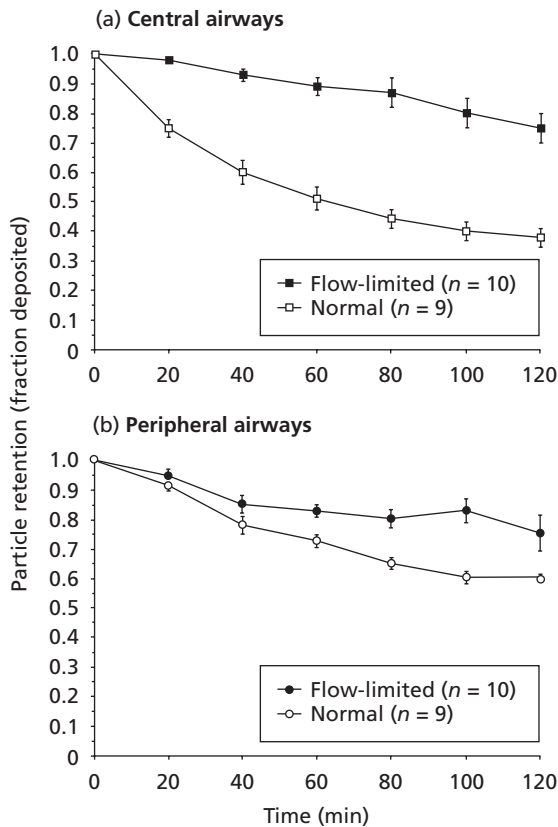 (a) Central airways
1.0
0.9
0.8
0.7
0.6
0.5
0.4
0.3
0.2
0.1
0
0 20 40 60 80 100 120
Flow-limited (n = 10)
Normal (n = 9)
Particle retention (fraction deposited)
(b) Peripheral airways
1.0
0.9
0.8
0.7
0.6
0.5
0.4
0.3
0.2
0.1
0
0 20 40 60 80 100 120
Flow-limited (n = 10)
Normal (n = 9)
Time (min)